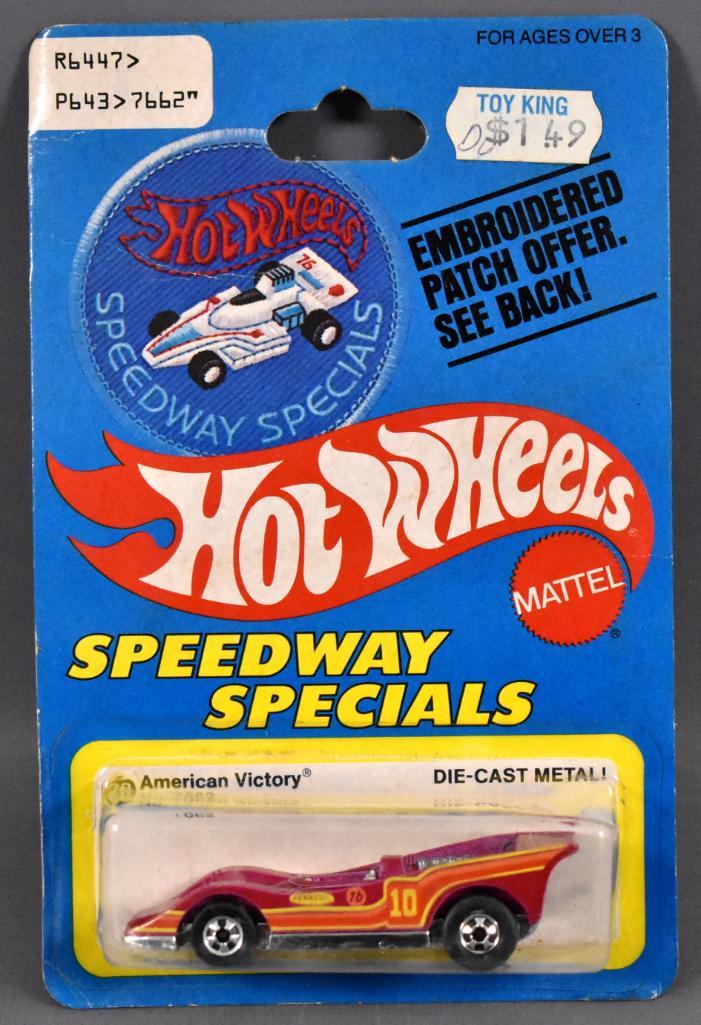 FOR AGES OVER 3
R6447>
P643>7662"
TOY KING
$1 49
HOT WHEELS
76
SPEEDWAY SPECIALS
EMBROIDERED
PATCH OFFER.
SEE BACK!
HOT WHEELS®
MATTEL®
SPEEDWAY
SPECIALS
American Victory®
DIE-CAST METAL!
PENNZOIL
76
10